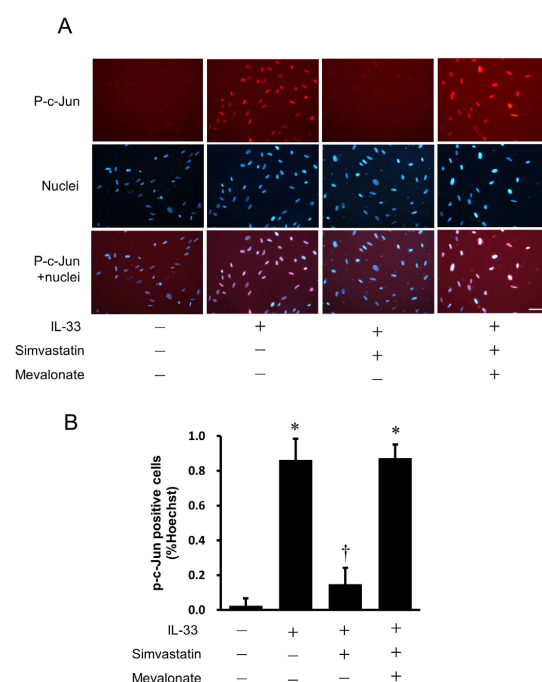 A
P-c-Jun
Nuclei
P-c-Jun
+nuclei
IL-33 – + + +
Simvastatin – – + +
Mevalonate – – – +
B
p-c-Jun positive cells
(%Hoechst)
1.0
0.8
0.6
0.4
0.2
0.0
* † *
IL-33 – + + +
Simvastatin – – + +
Mevalonate – – – +